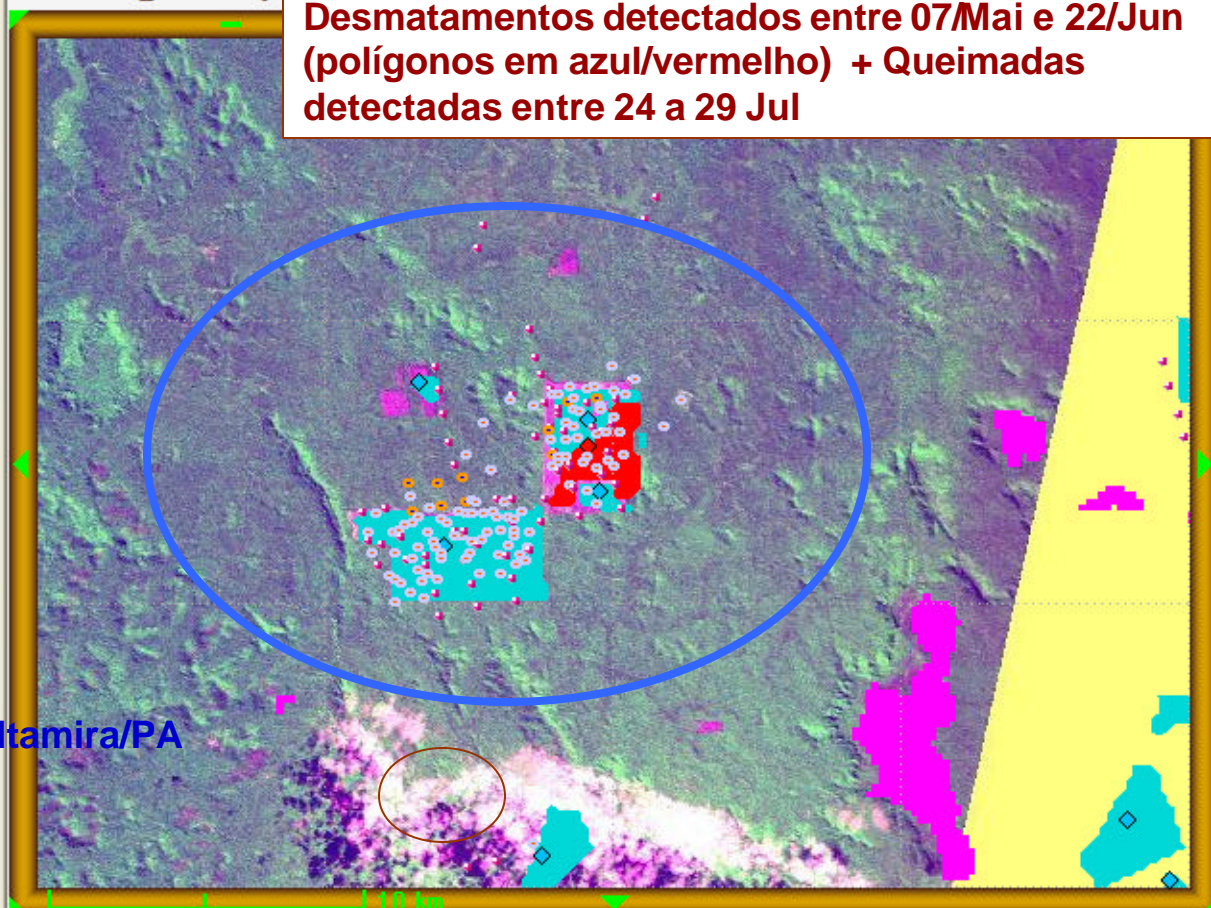 Desmatamentos detectados entre 07/Mai e 22/Jun
(polígonos em azul/vermelho) + Queimadas
detectadas entre 24 a 29 Jul
ltamira/PA
10 km